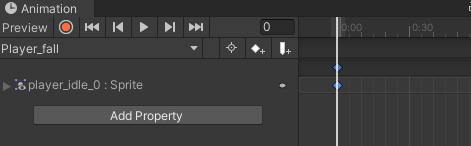 Animation
Preview 0 0:00 0:30
Player_fall
player_idle_0 : Sprite
Add Property